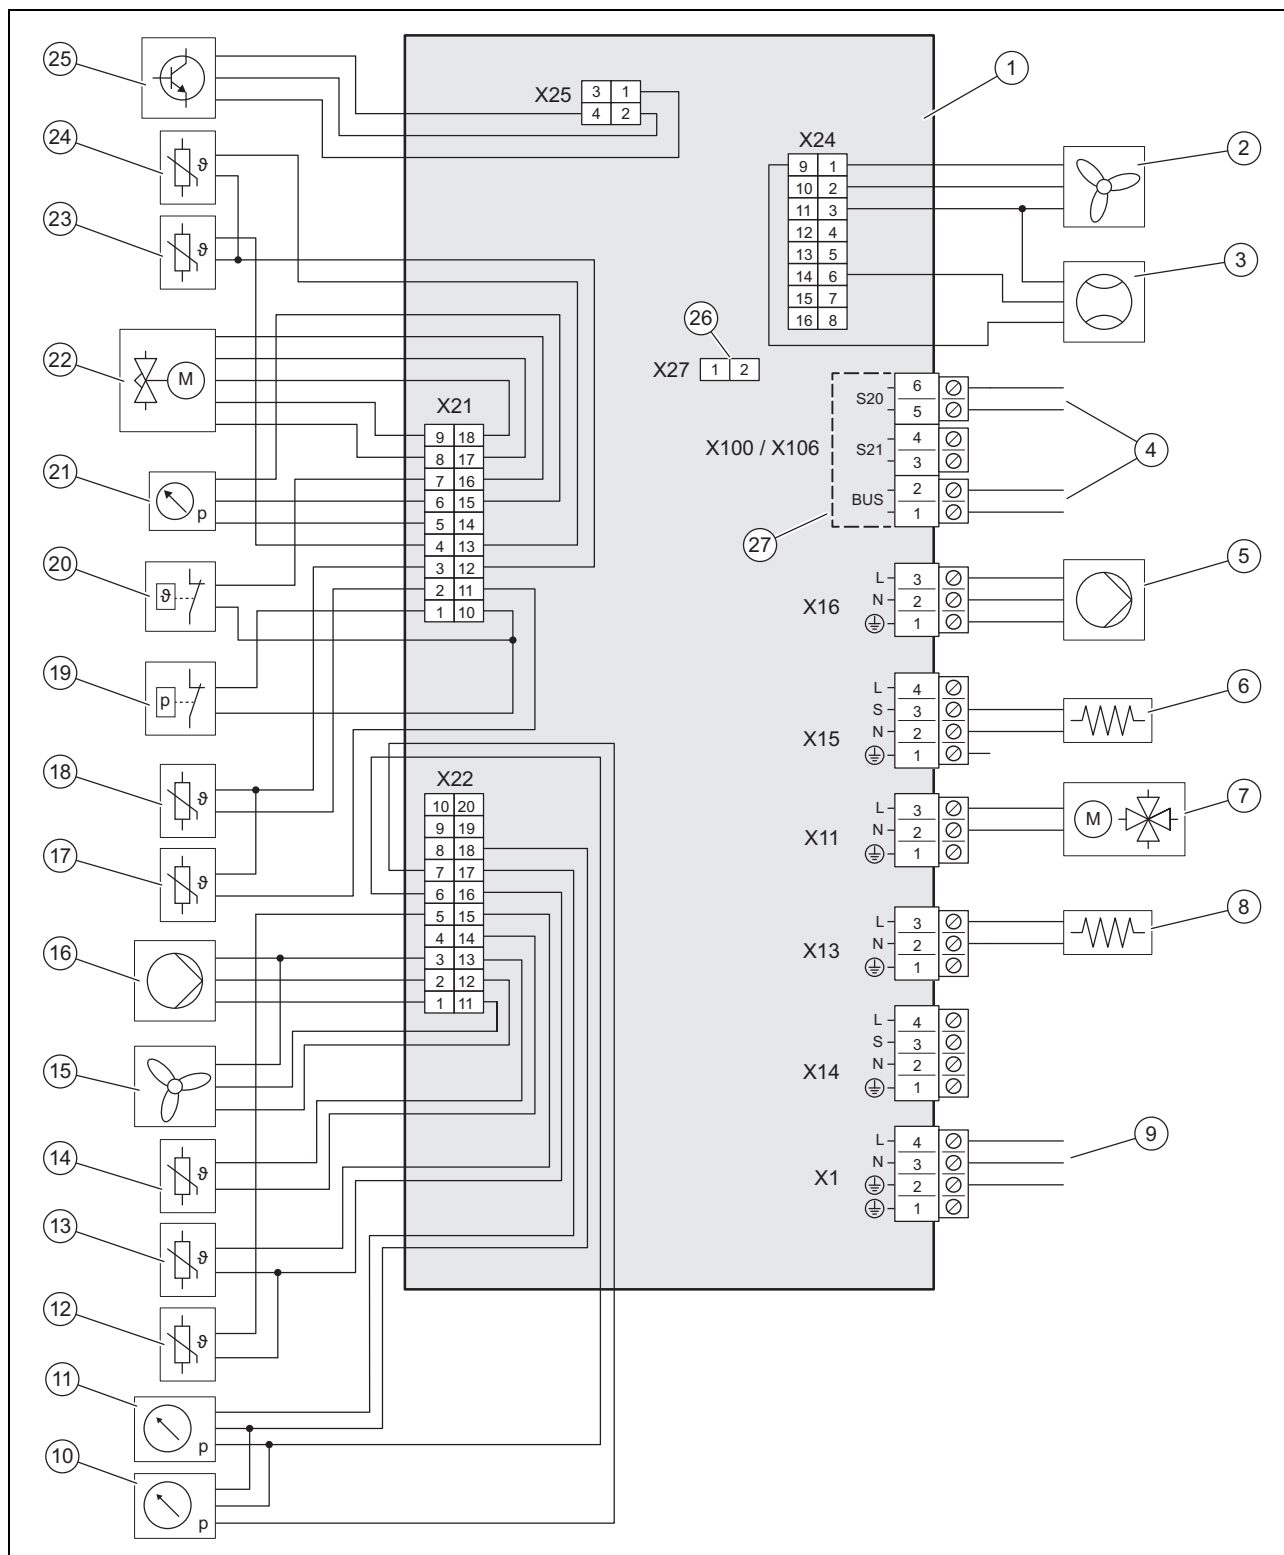 25
24
23
22
21
20
19
18
17
16
15
14
13
12
11
10
ϑ
ϑ
M
p
ϑ
p
ϑ
ϑ
ϑ
ϑ
ϑ
p
p
X25
3 1
4 2
X21
9 18
8 17
7 16
6 15
5 14
4 13
3 12
2 11
1 10
X22
10 20
9 19
8 18
7 17
6 16
5 15
4 14
3 13
2 12
1 11
X24
9 1
10 2
11 3
12 4
13 5
14 6
15 7
16 8
26
X27 1 2
27
X100 / X106
S20
S21
BUS
6
5
4
3
2
1
X16
L 3
N 2
1
X15
L 4
S 3
N 2
1
X11
L 3
N 2
1
M
X13
L 3
N 2
1
X14
L 4
S 3
N 2
1
X1
L 4
N 3
2
1
1
2
3
4
5
6
7
8
9